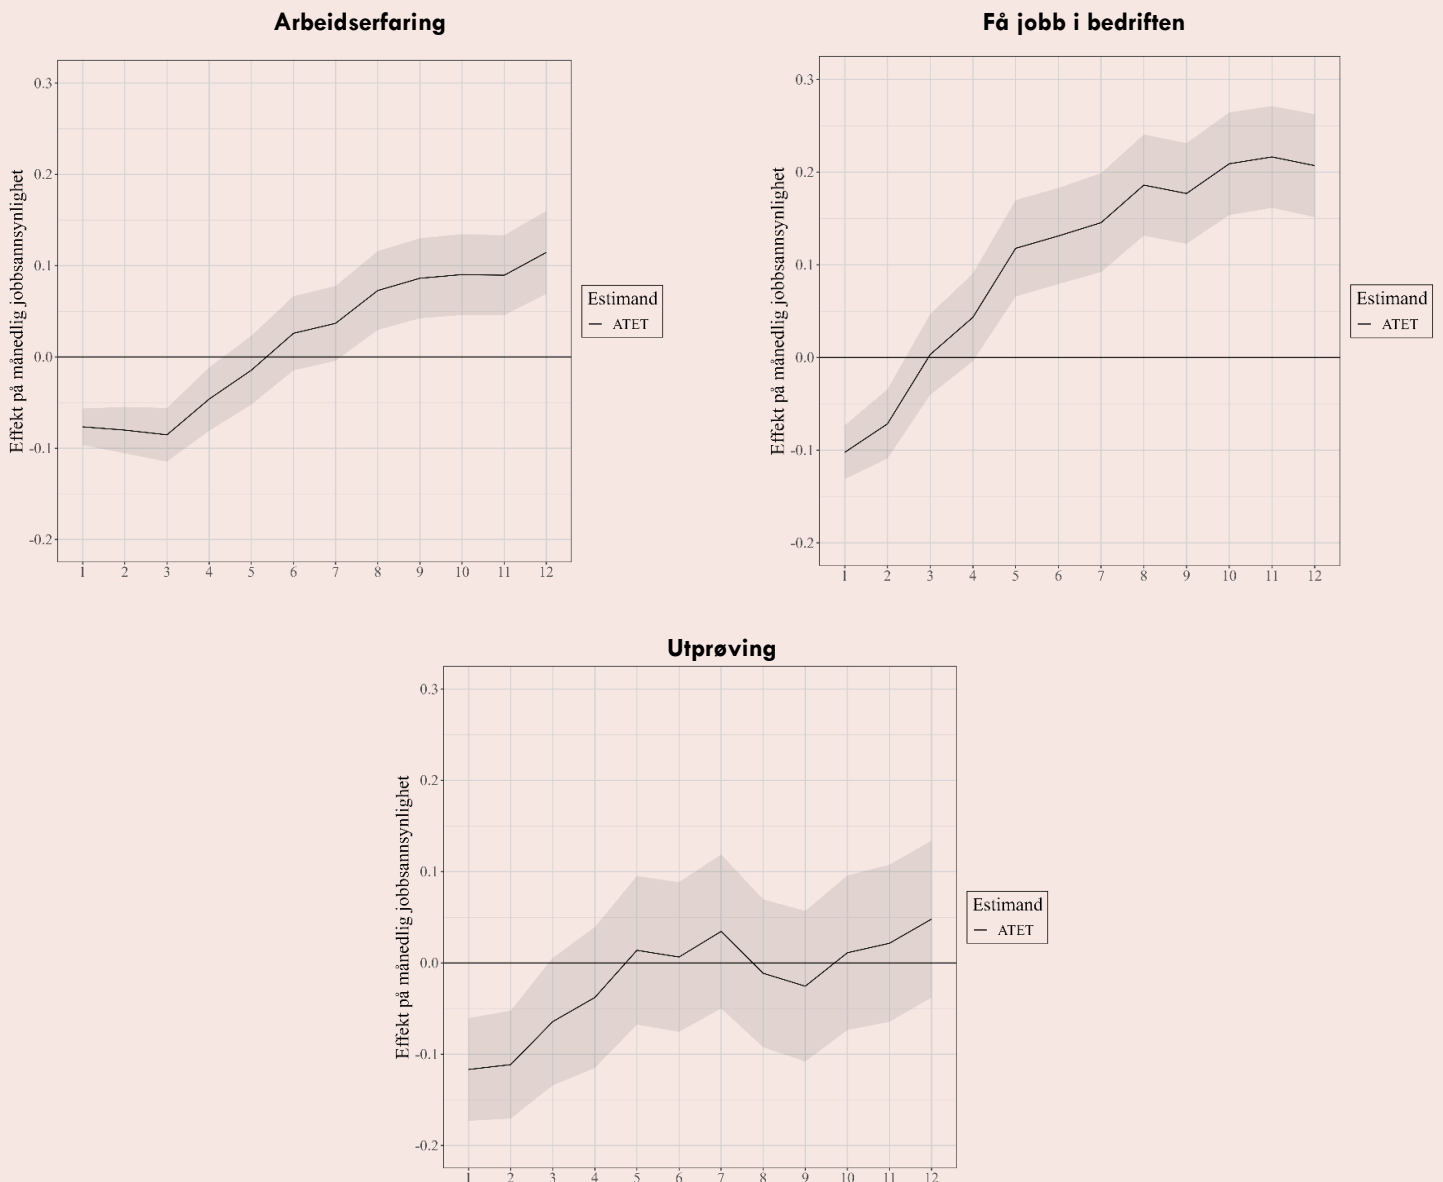 Arbeidserfaring
Effekt på månedlig jobbsannsynlighet
0.3
0.2
0.1
0.0
-0.1
-0.2
1 2 3 4 5 6 7 8 9 10 11 12
Estimand
ATET
Få jobb i bedriften
Effekt på månedlig jobbsannsynlighet
0.3
0.2
0.1
0.0
-0.1
-0.2
1 2 3 4 5 6 7 8 9 10 11 12
Estimand
ATET
Utprøving
Effekt på månedlig jobbsannsynlighet
0.3
0.2
0.1
0.0
-0.1
-0.2
1 2 3 4 5 6 7 8 9 10 11 12
Estimand
ATET